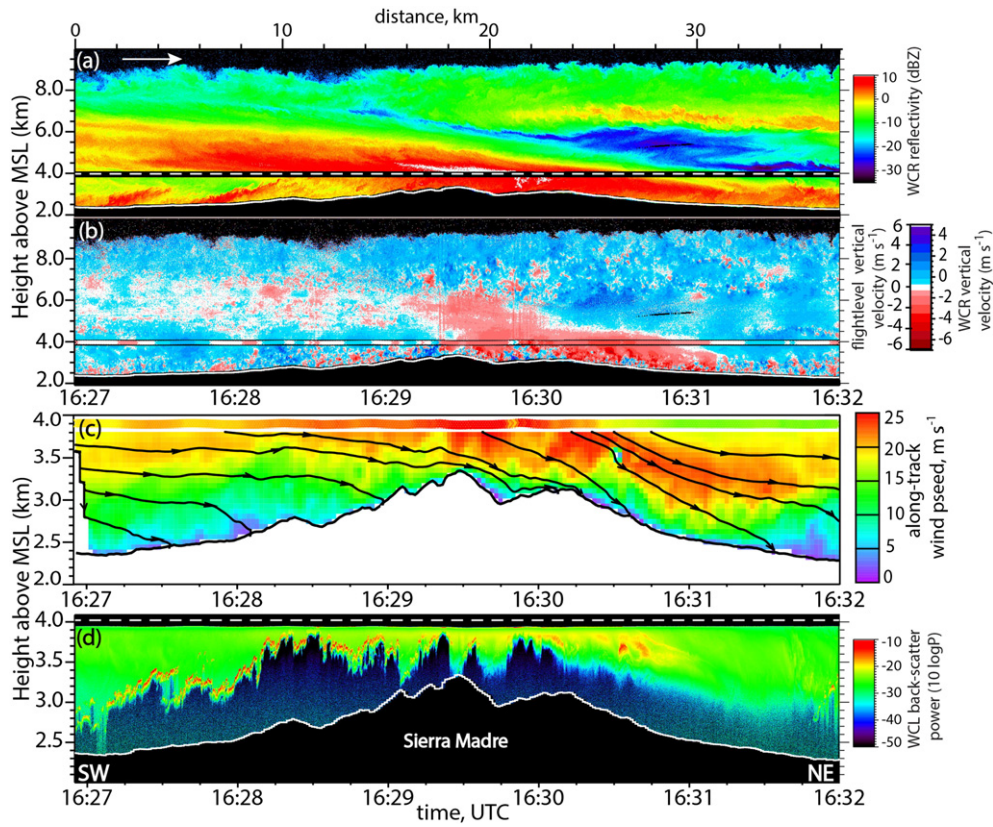 distance, km
0 10 20 30
(a)
8.0
6.0
4.0
2.0
Height above MSL (km)
10
0
-10
-20
-30
WCR reflectivity (dBZ)
(b)
8.0
6.0
4.0
2.0
16:27 16:28 16:29 16:30 16:31 16:32
flightlevel vertical
velocity (m s⁻¹)
6
4
2
0
-2
-4
-6
4
2
0
-2
-4
WCR vertical
velocity (m s⁻¹)
(c)
4.0
3.5
3.0
2.5
2.0
16:27 16:28 16:29 16:30 16:31 16:32
Height above MSL (km)
25
20
15
10
5
0
along-track
wind pseed, m s⁻¹
(d)
4.0
3.5
3.0
2.5
Sierra Madre
SW NE
16:27 16:28 16:29 16:30 16:31 16:32
time, UTC
-10
-20
-30
-40
-50
WCL back-scatter
power (10 logP)